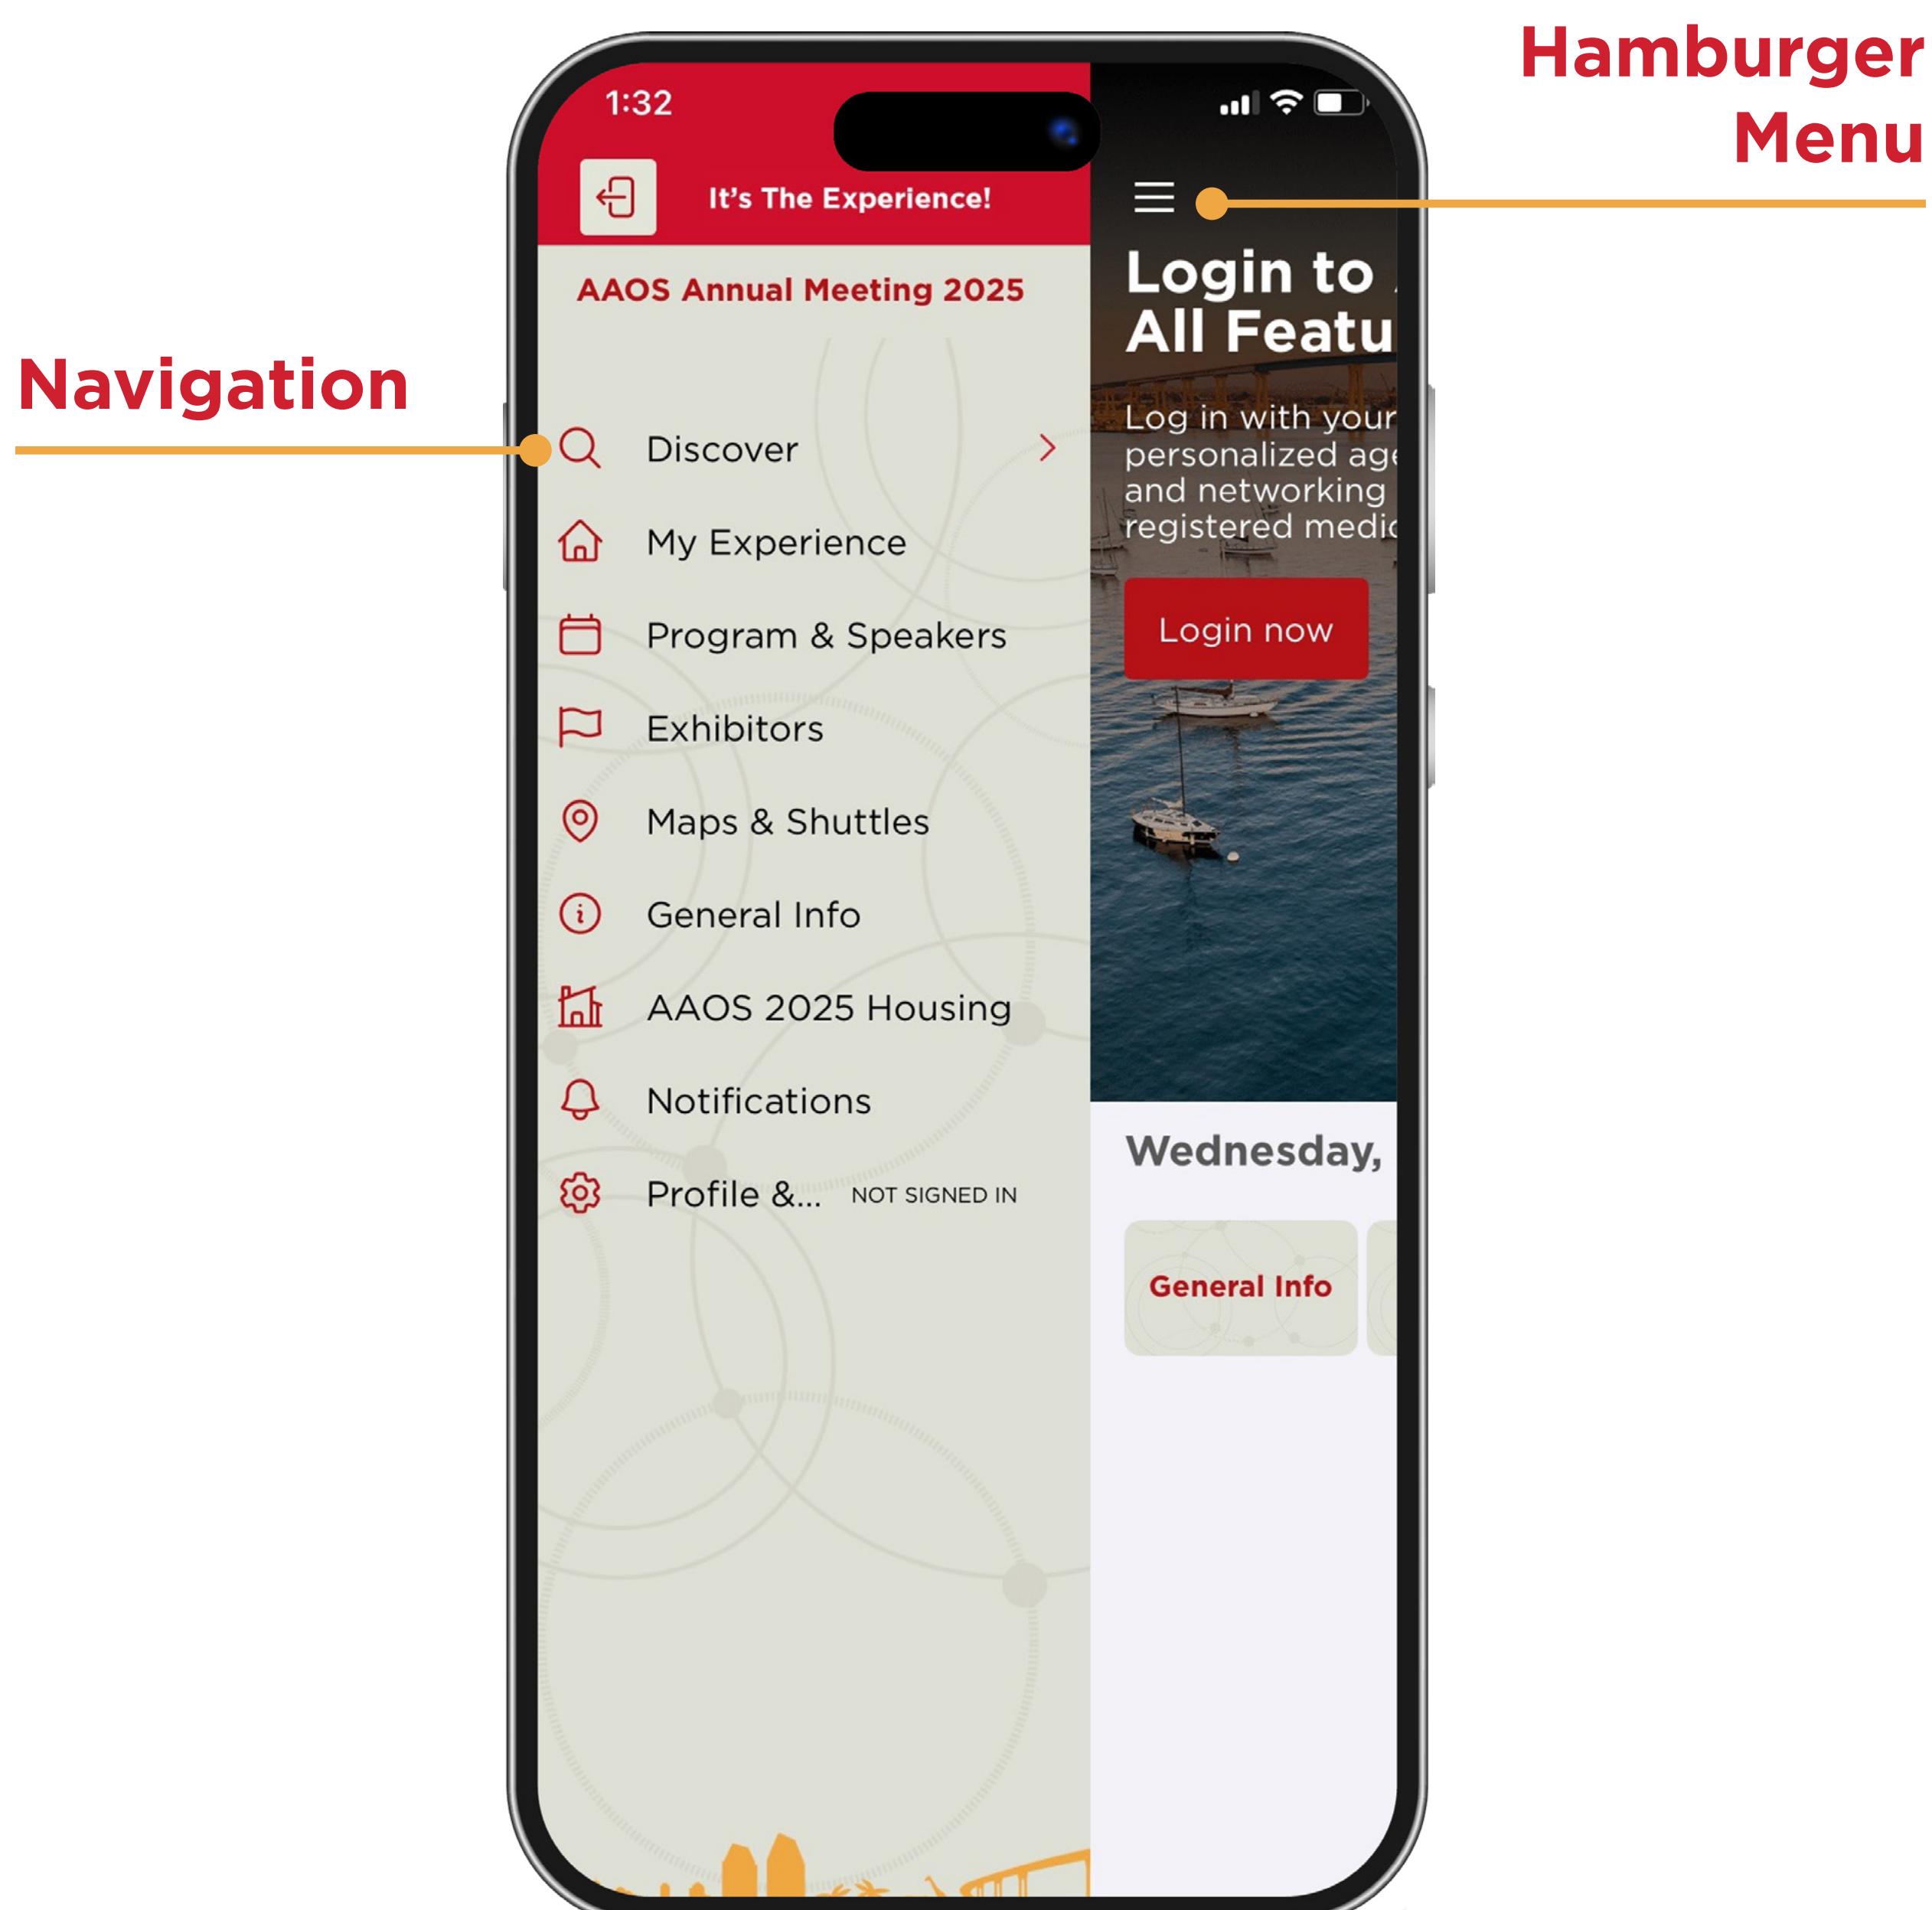 Hamburger
Menu
Navigation
1:32
It's The Experience!
AAOS Annual Meeting 2025
Discover
My Experience
Program & Speakers
Exhibitors
Maps & Shuttles
General Info
AAOS 2025 Housing
Notifications
Profile &... NOT SIGNED IN
Login to
All Featu
Log in with your
personalized age
and networking
registered medic
Login now
Wednesday,
General Info